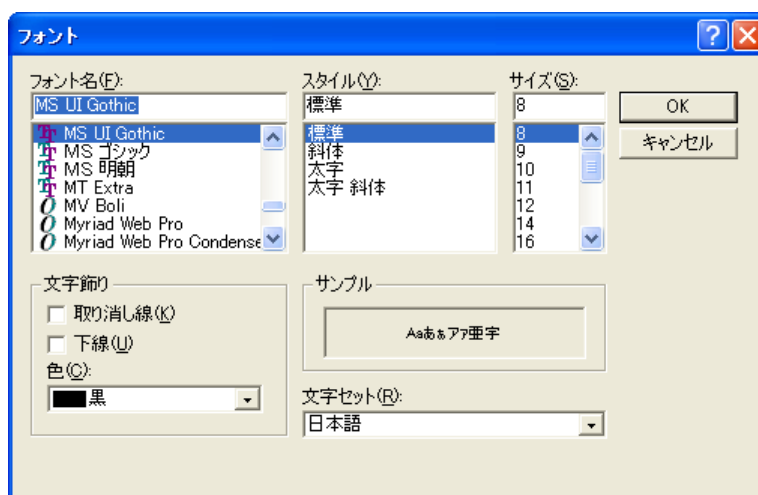 フォント
フォント名(F):
MS UI Gothic
MS UI Gothic
MS ゴシック
MS 明朝
MT Extra
MV Boli
Myriad Web Pro
Myriad Web Pro Condense
スタイル(Y):
標準
標準
斜体
太字
太字 斜体
サイズ(S):
8
8
9
10
11
12
14
16
OK
キャンセル
文字飾り
取り消し線(K)
下線(U)
色(C):
黒
サンプル
Aaあぁアァ亜宇
文字セット(R):
日本語